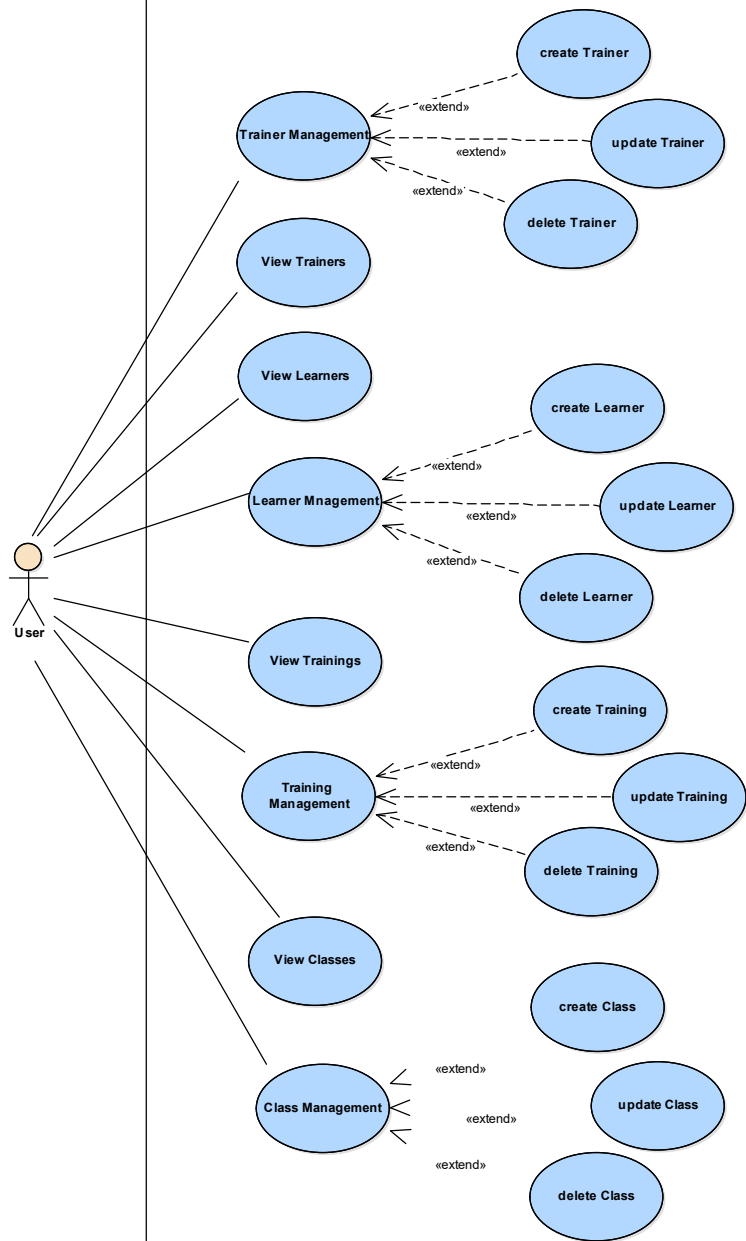 create Trainer
«extend»
Trainer Management
update Trainer
«extend»
«extend»
delete Trainer
View Trainers
View Learners
create Learner
«extend»
Learner Mnagement
update Learner
«extend»
«extend»
delete Learner
User
View Trainings
create Training
«extend»
Training
Management
update Training
«extend»
«extend»
delete Training
View Classes
create Class
«extend»
Class Management
update Class
«extend»
«extend»
delete Class